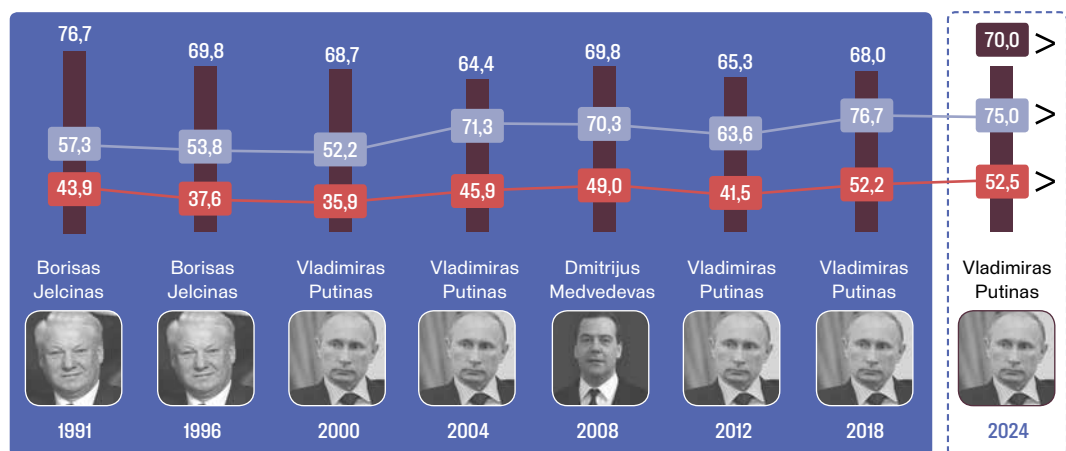 76,7
69,8
68,7
64,4
69,8
65,3
68,0
70,0 >
57,3
53,8
52,2
71,3
70,3
63,6
76,7
75,0 >
43,9
37,6
35,9
45,9
49,0
41,5
52,2
52,5 >
Borisas
Jelcinas
Borisas
Jelcinas
Vladimiras
Putinas
Vladimiras
Putinas
Dmitrijus
Medvedevas
Vladimiras
Putinas
Vladimiras
Putinas
Vladimiras
Putinas
1991
1996
2000
2004
2008
2012
2018
2024